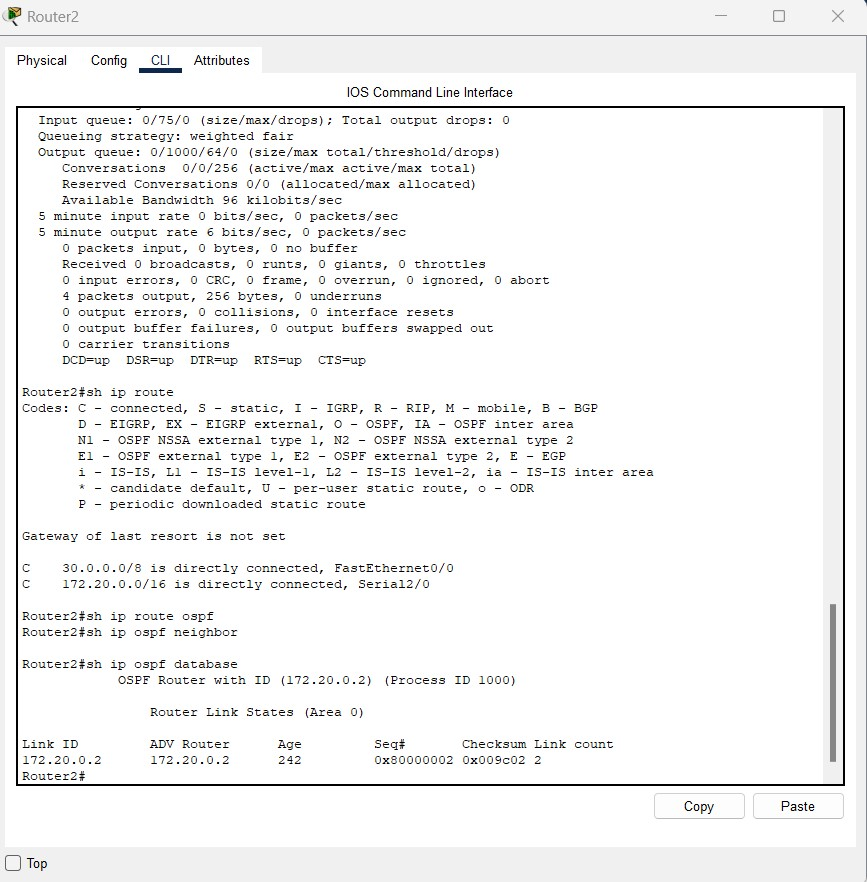 Router2
Physical Config CLI Attributes
IOS Command Line Interface
Input queue: 0/75/0 (size/max/drops); Total output drops: 0
Queueing strategy: weighted fair
Output queue: 0/1000/64/0 (size/max total/threshold/drops)
Conversations 0/0/256 (active/max active/max total)
Reserved Conversations 0/0 (allocated/max allocated)
Available Bandwidth 96 kilobits/sec
5 minute input rate 0 bits/sec, 0 packets/sec
5 minute output rate 6 bits/sec, 0 packets/sec
0 packets input, 0 bytes, 0 no buffer
Received 0 broadcasts, 0 runts, 0 giants, 0 throttles
0 input errors, 0 CRC, 0 frame, 0 overrun, 0 ignored, 0 abort
4 packets output, 256 bytes, 0 underruns
0 output errors, 0 collisions, 0 interface resets
0 output buffer failures, 0 output buffers swapped out
0 carrier transitions
DCD=up DSR=up DTR=up RTS=up CTS=up
Router2#sh ip route
Codes: C - connected, S - static, I - IGRP, R - RIP, M - mobile, B - BGP
D - EIGRP, EX - EIGRP external, O - OSPF, IA - OSPF inter area
N1 - OSPF NSSA external type 1, N2 - OSPF NSSA external type 2
E1 - OSPF external type 1, E2 - OSPF external type 2, E - EGP
i - IS-IS, L1 - IS-IS level-1, L2 - IS-IS level-2, ia - IS-IS inter area
* - candidate default, U - per-user static route, o - ODR
P - periodic downloaded static route
Gateway of last resort is not set
C 30.0.0.0/8 is directly connected, FastEthernet0/0
C 172.20.0.0/16 is directly connected, Serial2/0
Router2#sh ip route ospf
Router2#sh ip ospf neighbor
Router2#sh ip ospf database
OSPF Router with ID (172.20.0.2) (Process ID 1000)
Router Link States (Area 0)
Link ID ADV Router Age Seq# Checksum Link count
172.20.0.2 172.20.0.2 242 0x80000002 0x009c02 2
Router2#
Copy Paste
Top